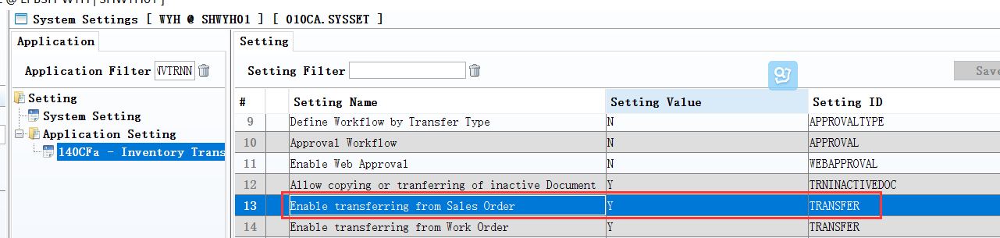 System Settings [ WYH @ SHWYH01 ] [ 010CA.SYSSET ]
Application
Setting
Application Filter
Setting Filter
Save
Setting
System Setting
Application Setting
140CFa - Inventory Trans
# Setting Name Setting Value Setting ID
9 Define Workflow by Transfer Type N APPROVALTYPE
10 Approval Workflow N APPROVAL
11 Enable Web Approval N WEBAPPROVAL
12 Allow copying or tranferring of inactive Document Y TRNINACTIVEDOC
13 Enable transferring from Sales Order Y TRANSFER
14 Enable transferring from Work Order Y TRANSFER